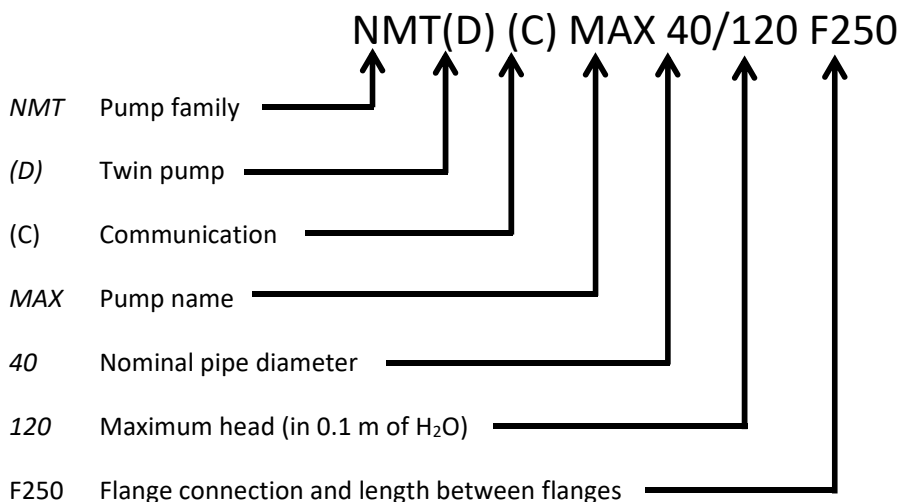 NMT(D) (C) MAX 40/120 F250
NMT Pump family
(D) Twin pump
(C) Communication
MAX Pump name
40 Nominal pipe diameter
120 Maximum head (in 0.1 m of H₂O)
F250 Flange connection and length between flanges